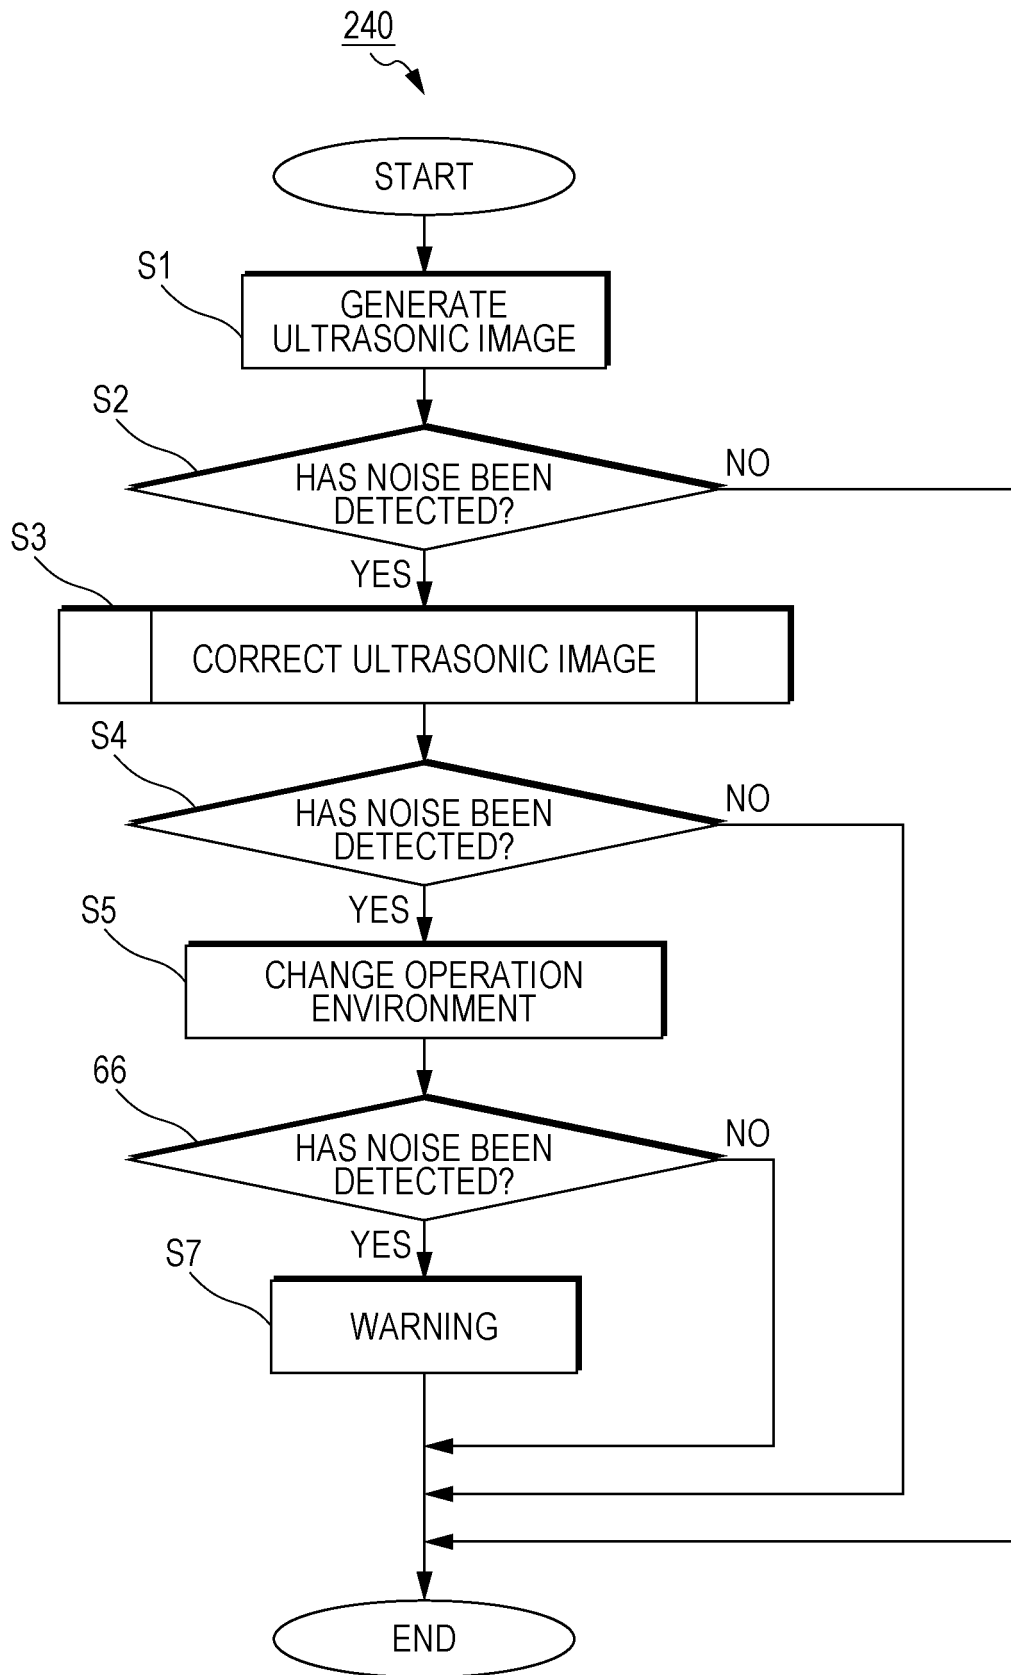 240
START
S1
GENERATE
ULTRASONIC IMAGE
S2
HAS NOISE BEEN
DETECTED?
NO
YES
S3
CORRECT ULTRASONIC IMAGE
S4
HAS NOISE BEEN
DETECTED?
NO
YES
S5
CHANGE OPERATION
ENVIRONMENT
66
HAS NOISE BEEN
DETECTED?
NO
YES
S7
WARNING
END